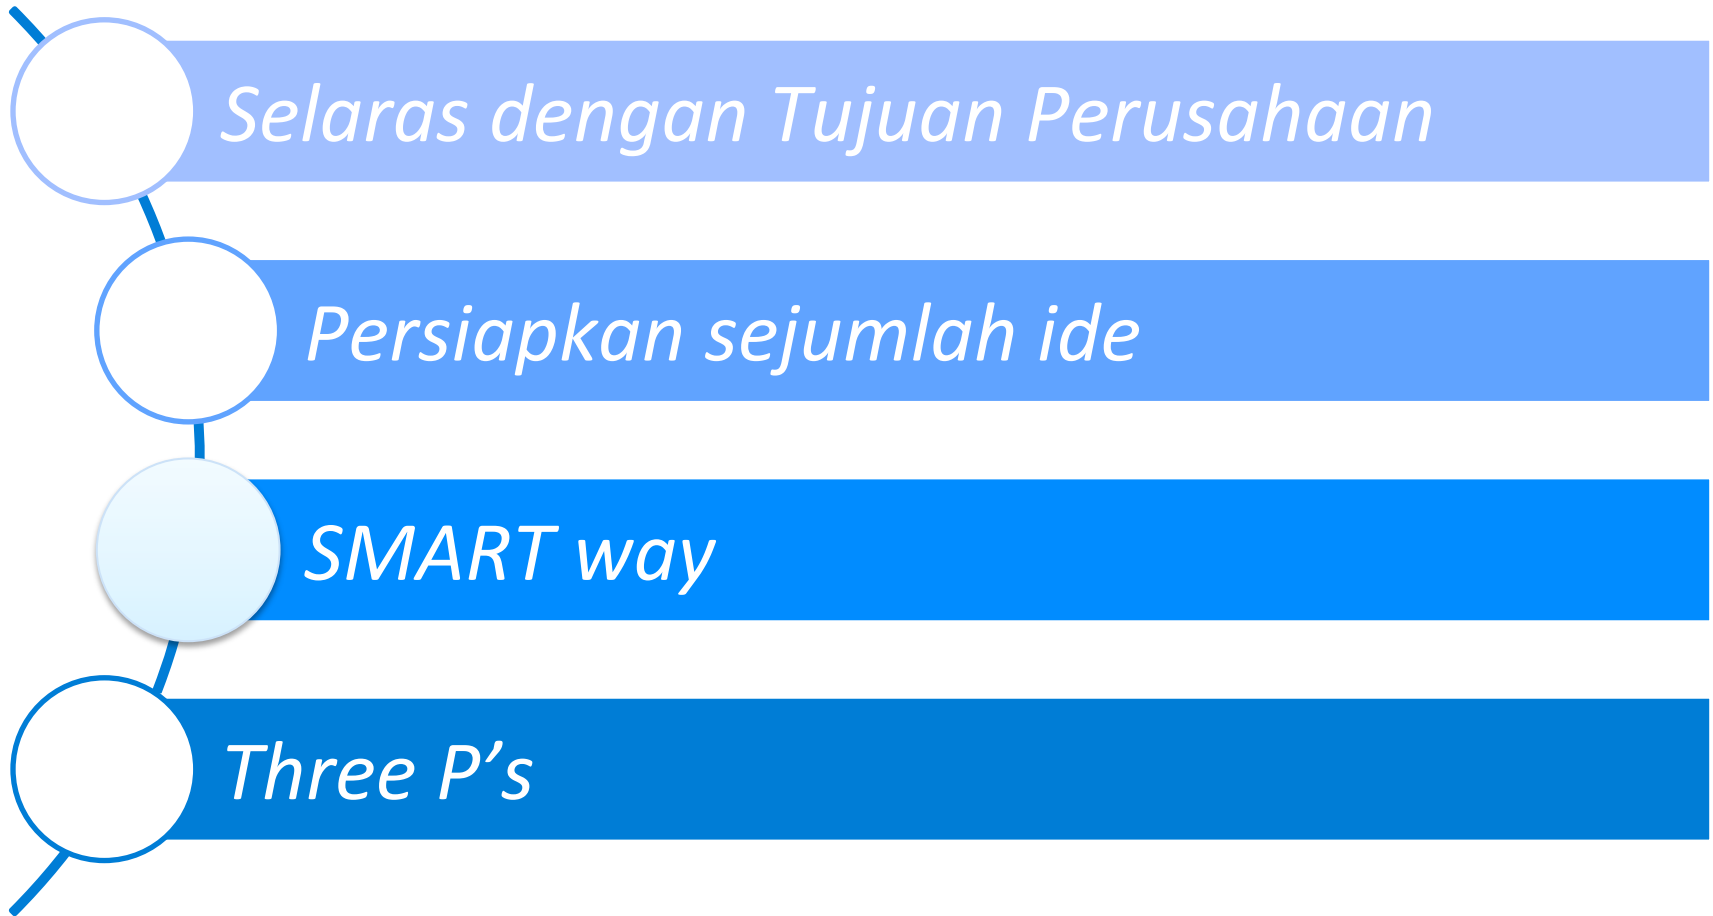 Selaras dengan Tujuan Perusahaan
Persiapkan sejumlah ide
SMART way
Three P’s